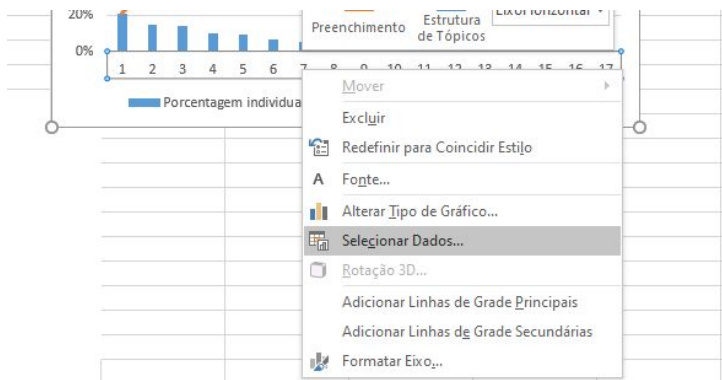 20%
Eixo Horizontal
Preenchimento
Estrutura
de Tópicos
0%
1 2 3 4 5 6 7 8 9 10 11 12 13 14 15 16 17
Porcentagem individua
Mover
Excluir
Redefinir para Coincidir Estilo
A Fonte...
Alterar Tipo de Gráfico...
Selecionar Dados...
Rotação 3D...
Adicionar Linhas de Grade Principais
Adicionar Linhas de Grade Secundárias
Formatar Eixo...